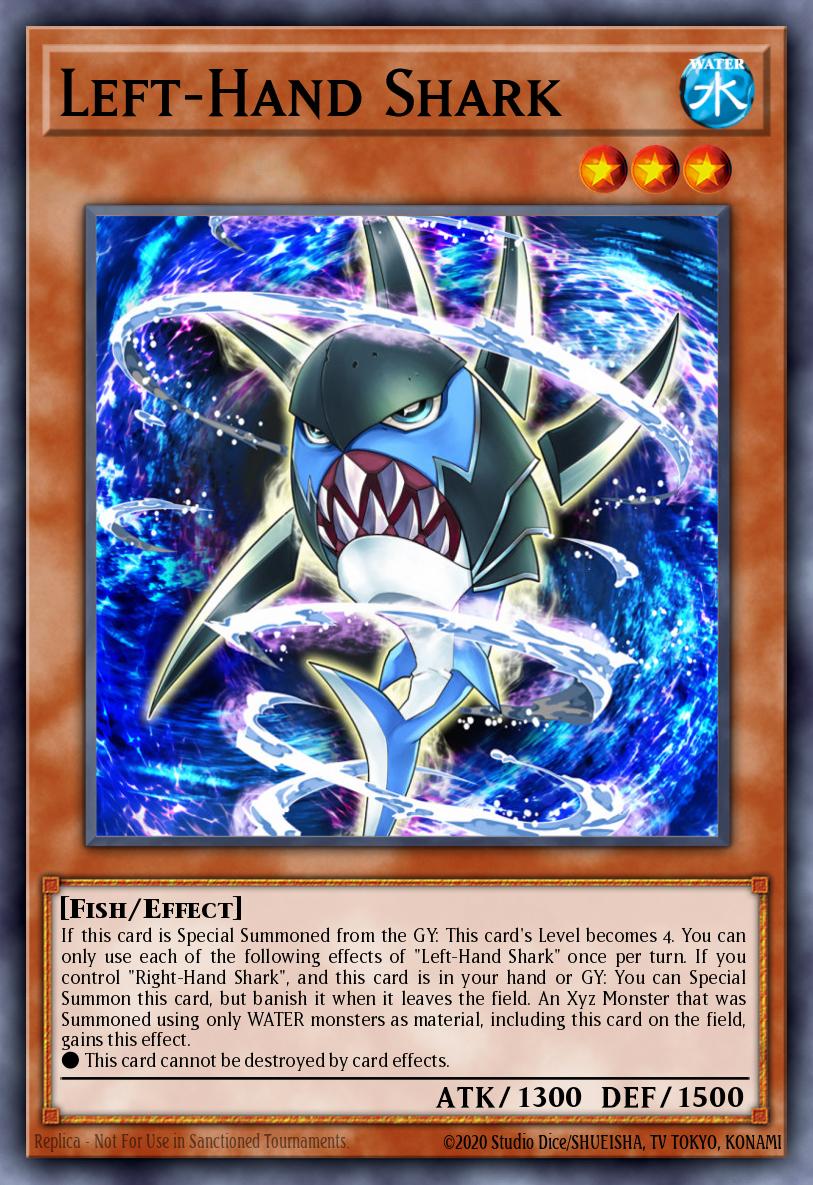 Left-Hand Shark
WATER
水
[Fish/Effect]
If this card is Special Summoned from the GY: This card's Level becomes 4. You can
only use each of the following effects of "Left-Hand Shark" once per turn. If you
control "Right-Hand Shark", and this card is in your hand or GY: You can Special
Summon this card, but banish it when it leaves the field. An Xyz Monster that was
Summoned using only WATER monsters as material, including this card on the field,
gains this effect.
● This card cannot be destroyed by card effects.
ATK/1300 DEF/1500
Replica - Not For Use in Sanctioned Tournaments.
©2020 Studio Dice/SHUEISHA, TV TOKYO, KONAMI